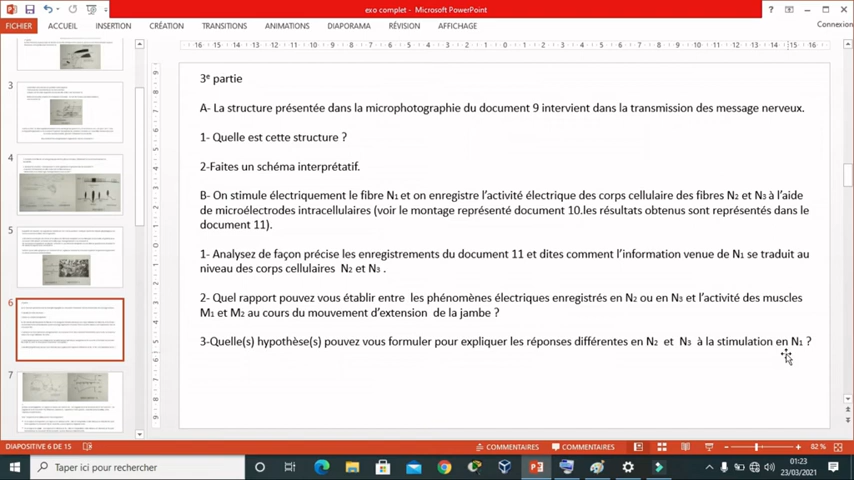 exo complet - Microsoft PowerPoint
FICHIER ACCUEIL INSERTION CRÉATION TRANSITIONS ANIMATIONS DIAPORAMA RÉVISION AFFICHAGE Connexion
3e partie
A- La structure présentée dans la microphotographie du document 9 intervient dans la transmission des message nerveux.
1- Quelle est cette structure ?
2-Faites un schéma interprétatif.
B- On stimule électriquement le fibre N1 et on enregistre l'activité électrique des corps cellulaire des fibres N2 et N3 à l'aide
de microélectrodes intracellulaires (voir le montage représenté document 10.les résultats obtenus sont représentés dans le
document 11).
1- Analysez de façon précise les enregistrements du document 11 et dites comment l'information venue de N1 se traduit au
niveau des corps cellulaires N2 et N3 .
2- Quel rapport pouvez vous établir entre les phénomènes électriques enregistrés en N2 ou en N3 et l'activité des muscles
M1 et M2 au cours du mouvement d'extension de la jambe ?
3-Quelle(s) hypothèse(s) pouvez vous formuler pour expliquer les réponses différentes en N2 et N3 à la stimulation en N1 ?
3
4
5
6
7
DIAPOSITIVE 6 DE 15 COMMENTAIRES COMMENTAIRES 82 %
Taper ici pour rechercher
01:23
23/03/2021